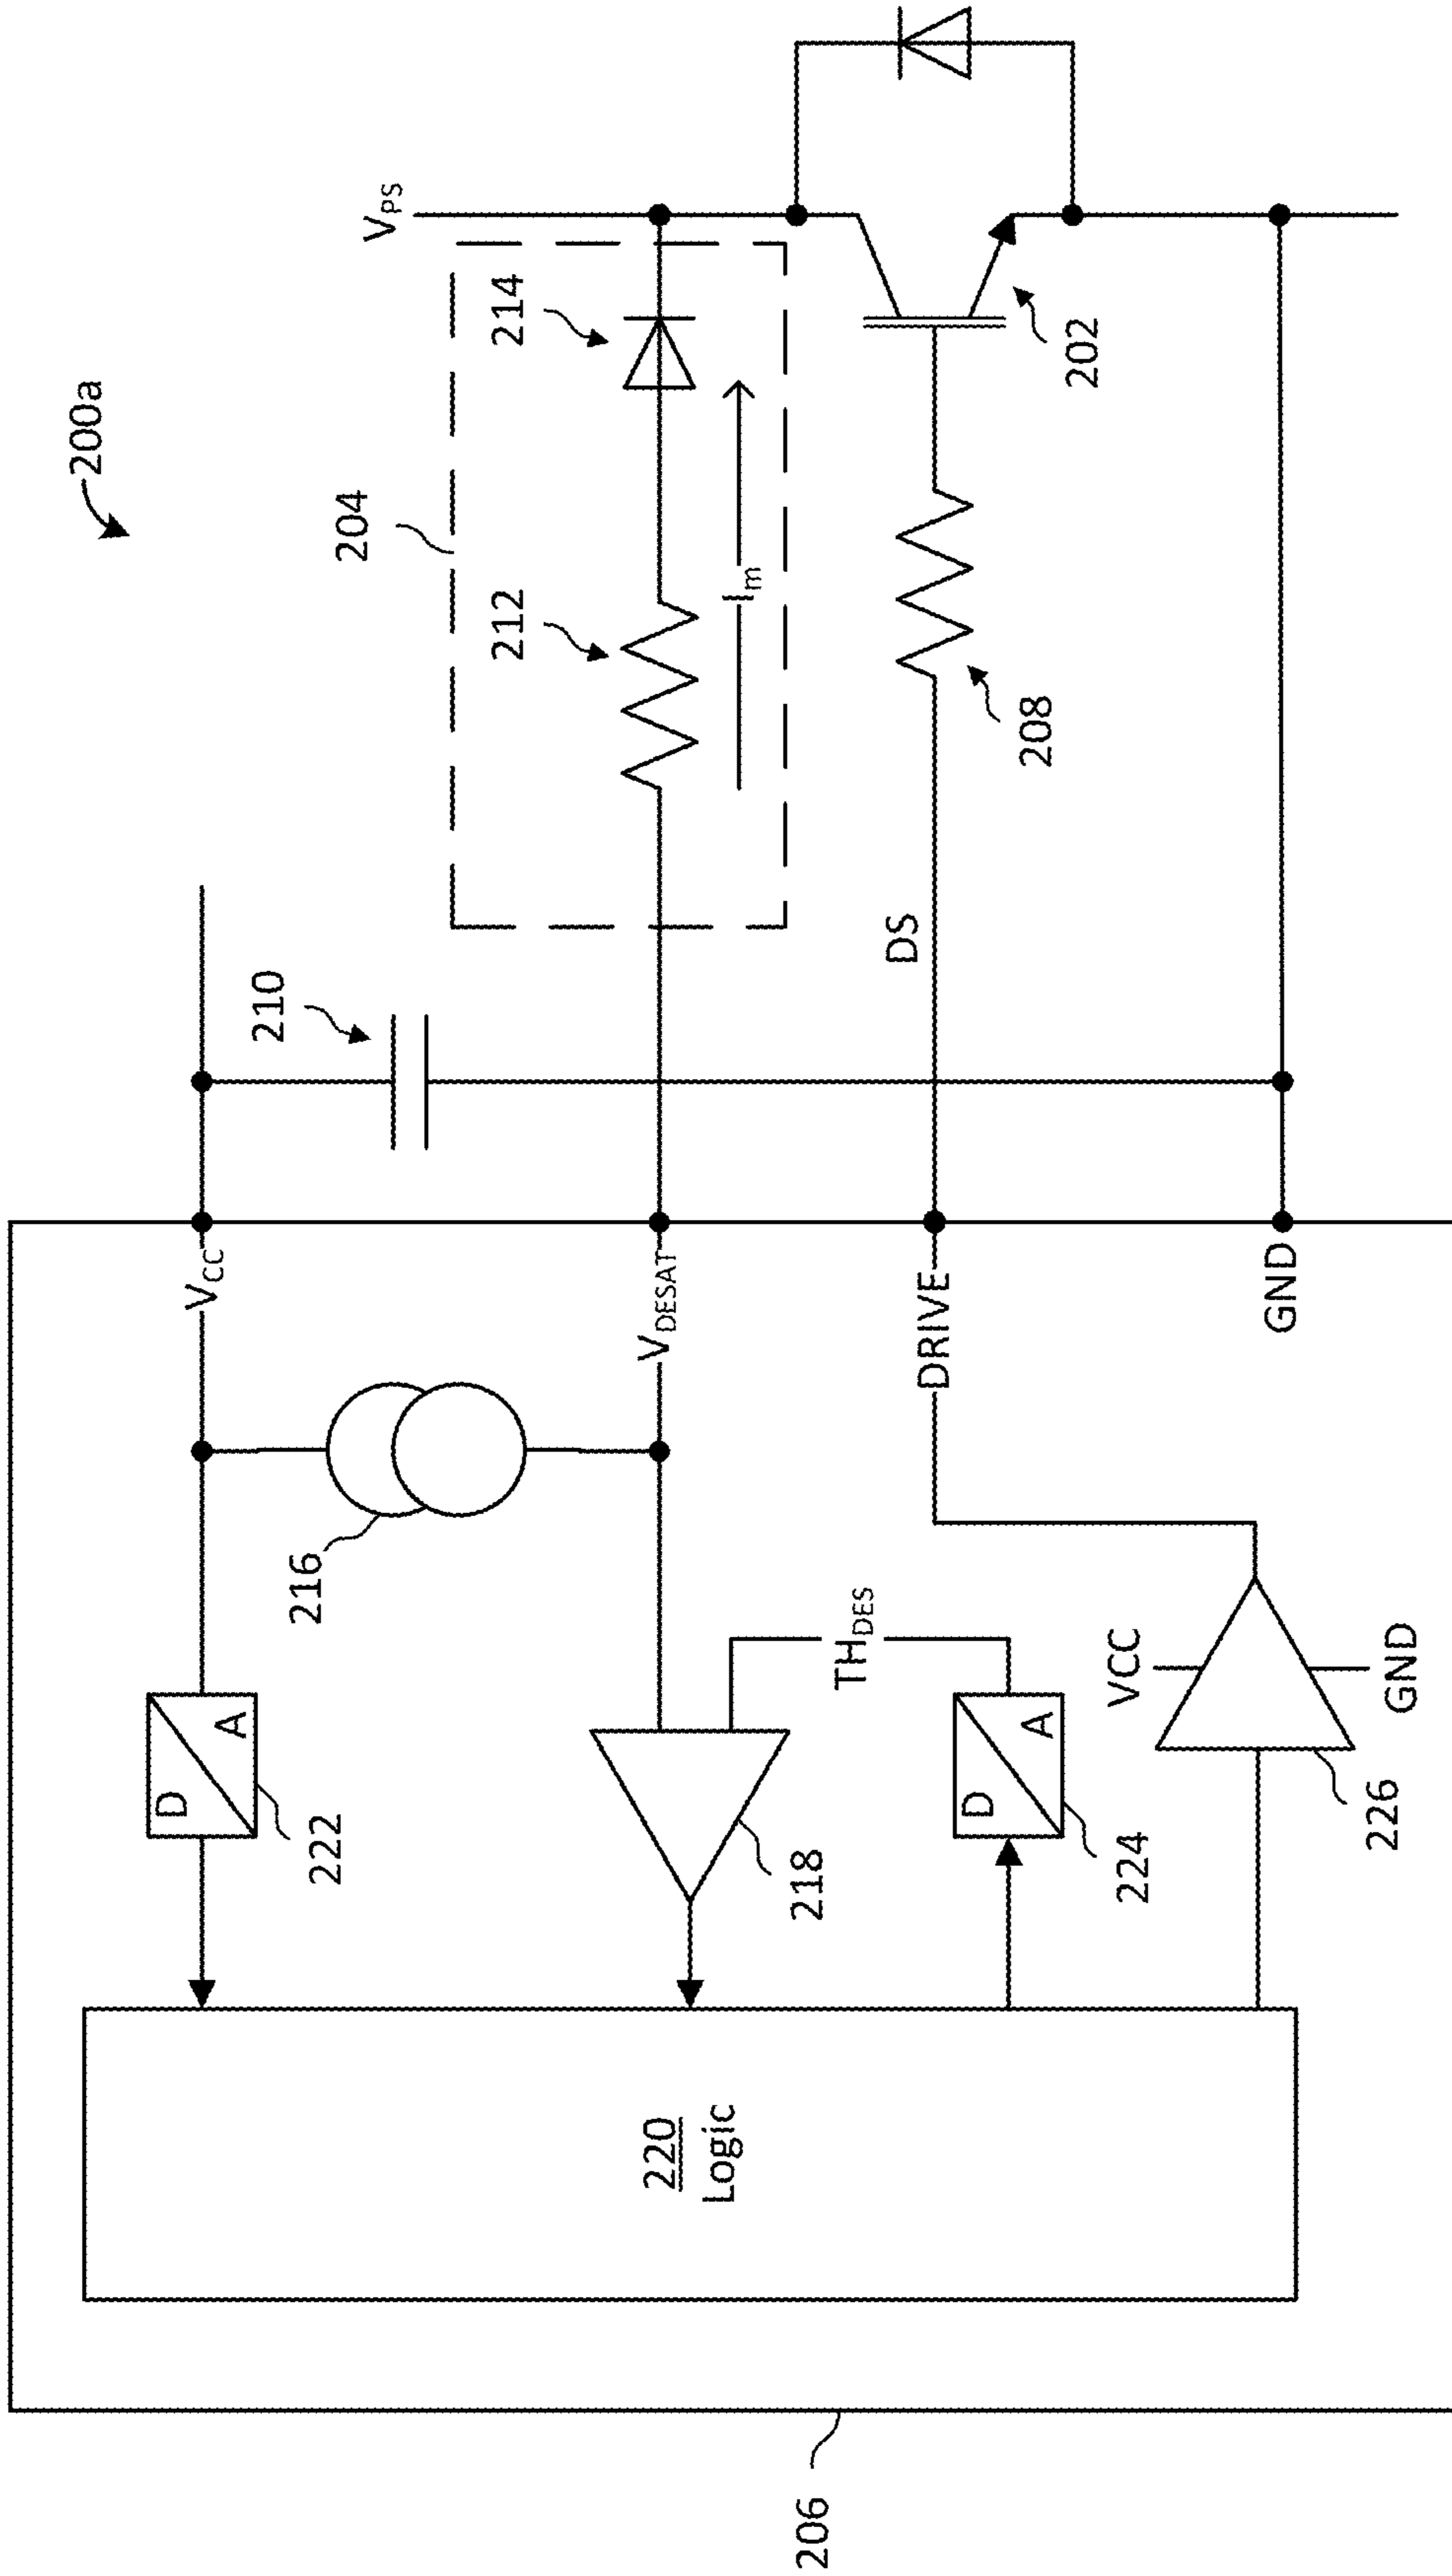 200a
206
220
Logic
222
D
A
216
V_CC
210
204
212
214
V_PS
218
V_DESAT
I_m
TH_DES
224
D
A
DRIVE
DS
208
202
226
VCC
GND
GND